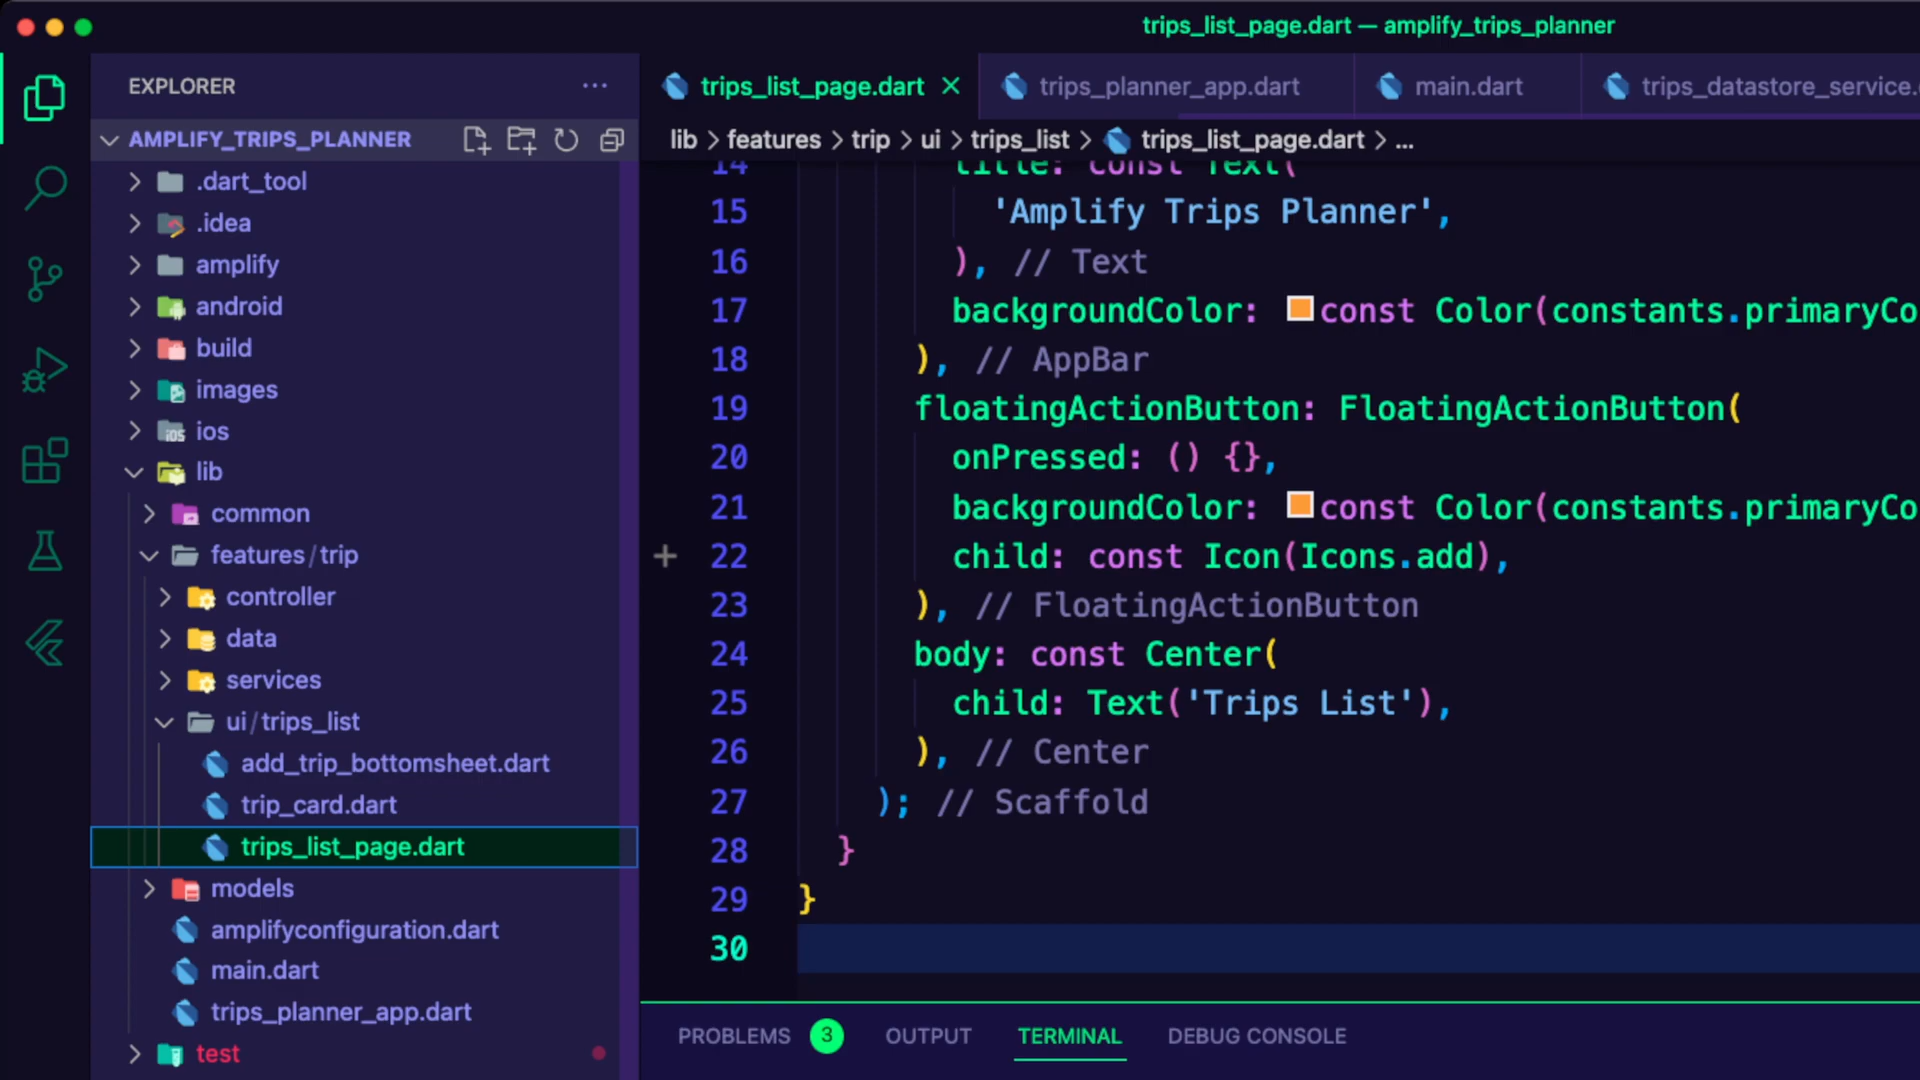 trips_list_page.dart — amplify_trips_planner
EXPLORER
trips_list_page.dart
trips_planner_app.dart
main.dart
trips_datastore_service.
AMPLIFY_TRIPS_PLANNER
lib > features > trip > ui > trips_list > trips_list_page.dart > ...
.dart_tool
.idea
amplify
android
build
images
ios
lib
common
features/trip
controller
data
services
ui/trips_list
add_trip_bottomsheet.dart
trip_card.dart
trips_list_page.dart
models
amplifyconfiguration.dart
main.dart
trips_planner_app.dart
test
14 title: const Text(
15 'Amplify Trips Planner',
16 ), // Text
17 backgroundColor: const Color(constants.primaryCo
18 ), // AppBar
19 floatingActionButton: FloatingActionButton(
20 onPressed: () {},
21 backgroundColor: const Color(constants.primaryCo
22 child: const Icon(Icons.add),
23 ), // FloatingActionButton
24 body: const Center(
25 child: Text('Trips List'),
26 ), // Center
27 ); // Scaffold
28 }
29 }
30
PROBLEMS 3 OUTPUT TERMINAL DEBUG CONSOLE